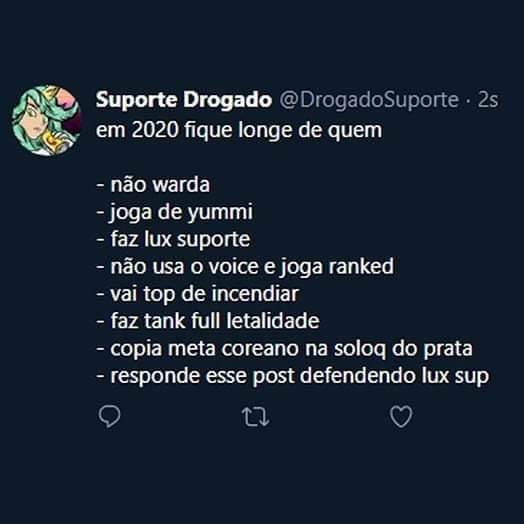 Suporte Drogado @DrogadoSuporte · 2s
em 2020 fique longe de quem
- não warda
- joga de yummi
- faz lux suporte
- não usa o voice e joga ranked
- vai top de incendiar
- faz tank full letalidade
- copia meta coreano na soloq do prata
- responde esse post defendendo lux sup